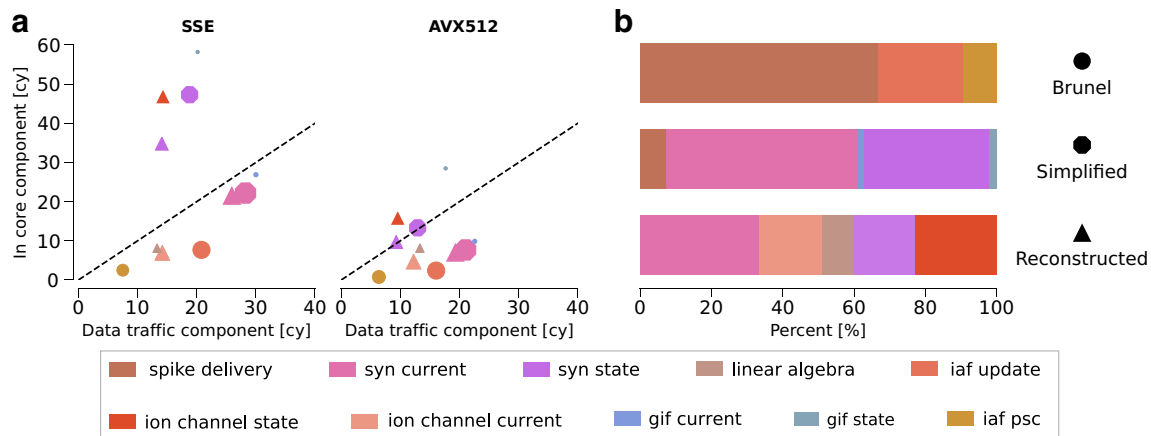 a
SSE
AVX512
b
60
50
40
30
20
10
0
In core component [cy]
0 10 20 30 40
0 10 20 30 40
Data traffic component [cy]
Data traffic component [cy]
Brunel
Simplified
Reconstructed
0 20 40 60 80 100
Percent [%]
spike delivery syn current syn state linear algebra iaf update
ion channel state ion channel current gif current gif state iaf psc